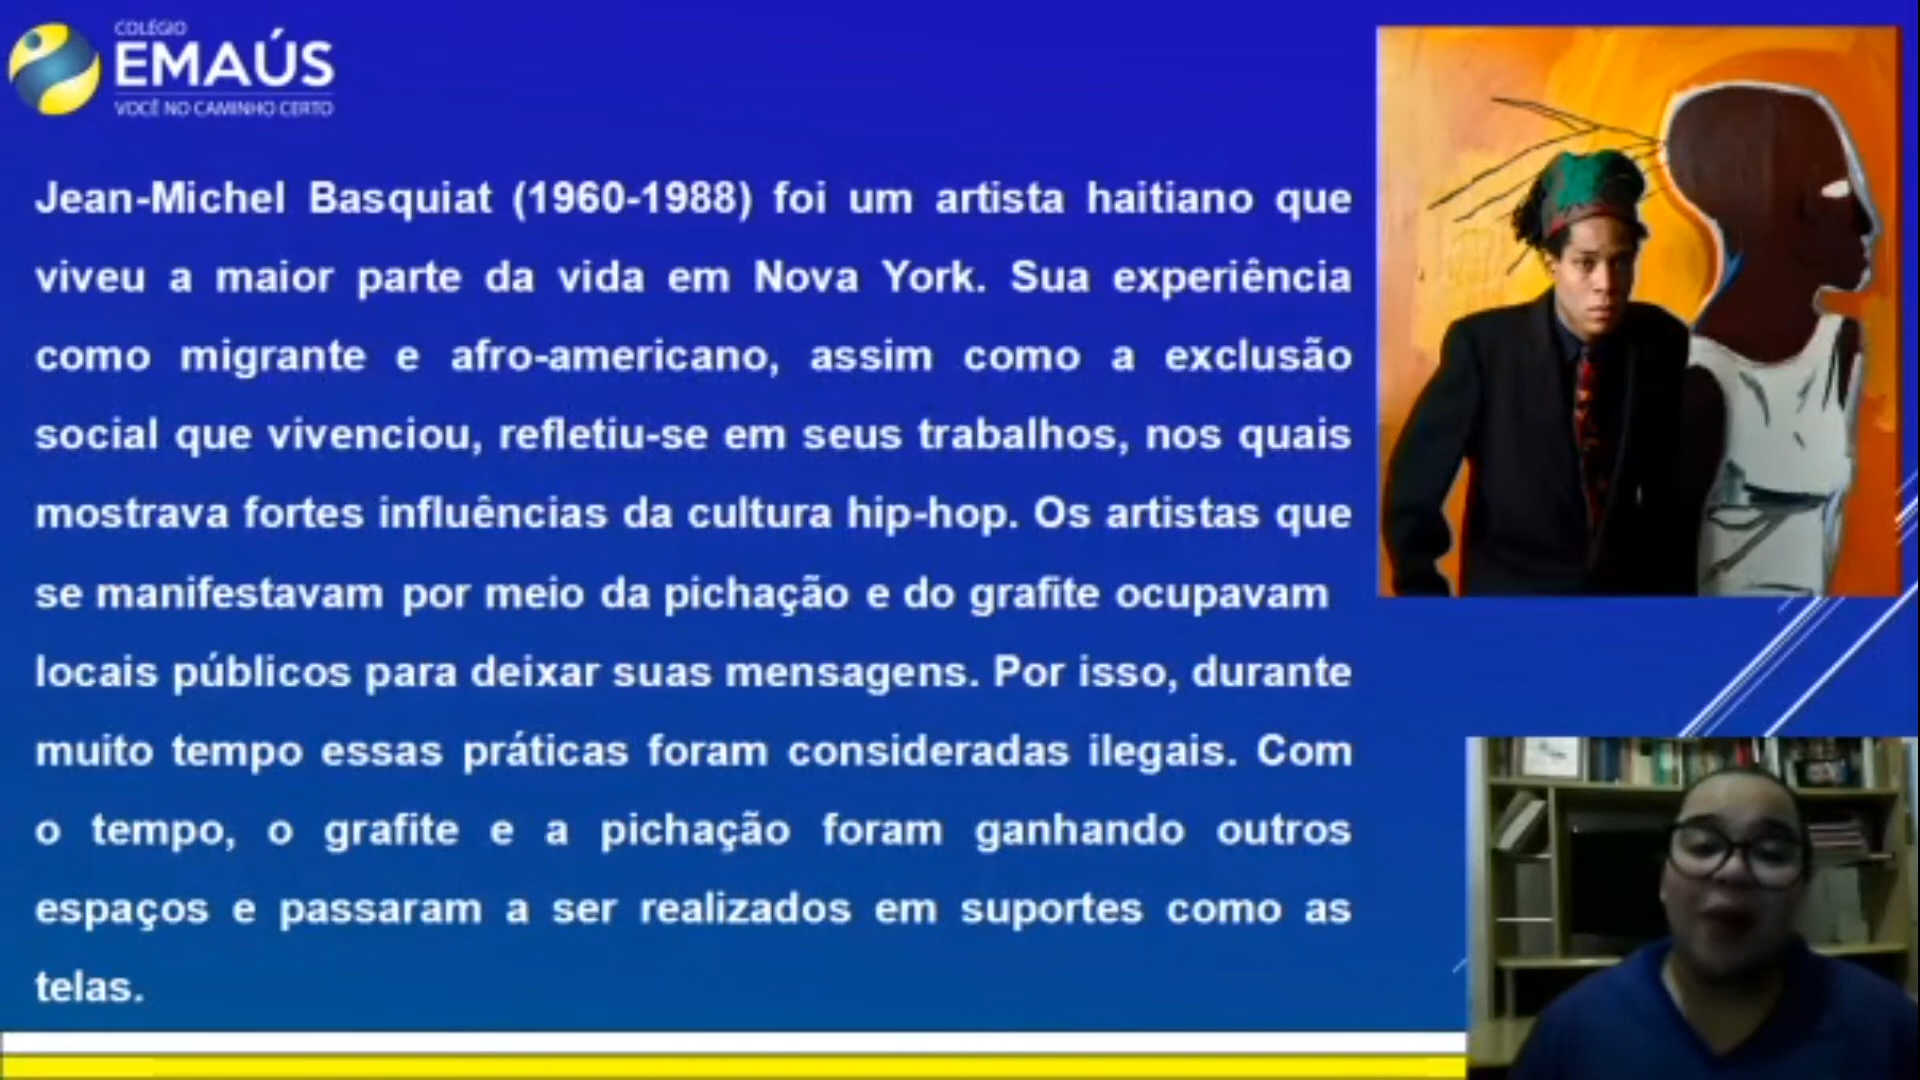 COLÉGIO
EMAÚS
VOCÊ NO CAMINHO CERTO
Jean-Michel Basquiat (1960-1988) foi um artista haitiano que
viveu a maior parte da vida em Nova York. Sua experiência
como migrante e afro-americano, assim como a exclusão
social que vivenciou, refletiu-se em seus trabalhos, nos quais
mostrava fortes influências da cultura hip-hop. Os artistas que
se manifestavam por meio da pichação e do grafite ocupavam
locais públicos para deixar suas mensagens. Por isso, durante
muito tempo essas práticas foram consideradas ilegais. Com
o tempo, o grafite e a pichação foram ganhando outros
espaços e passaram a ser realizados em suportes como as
telas.